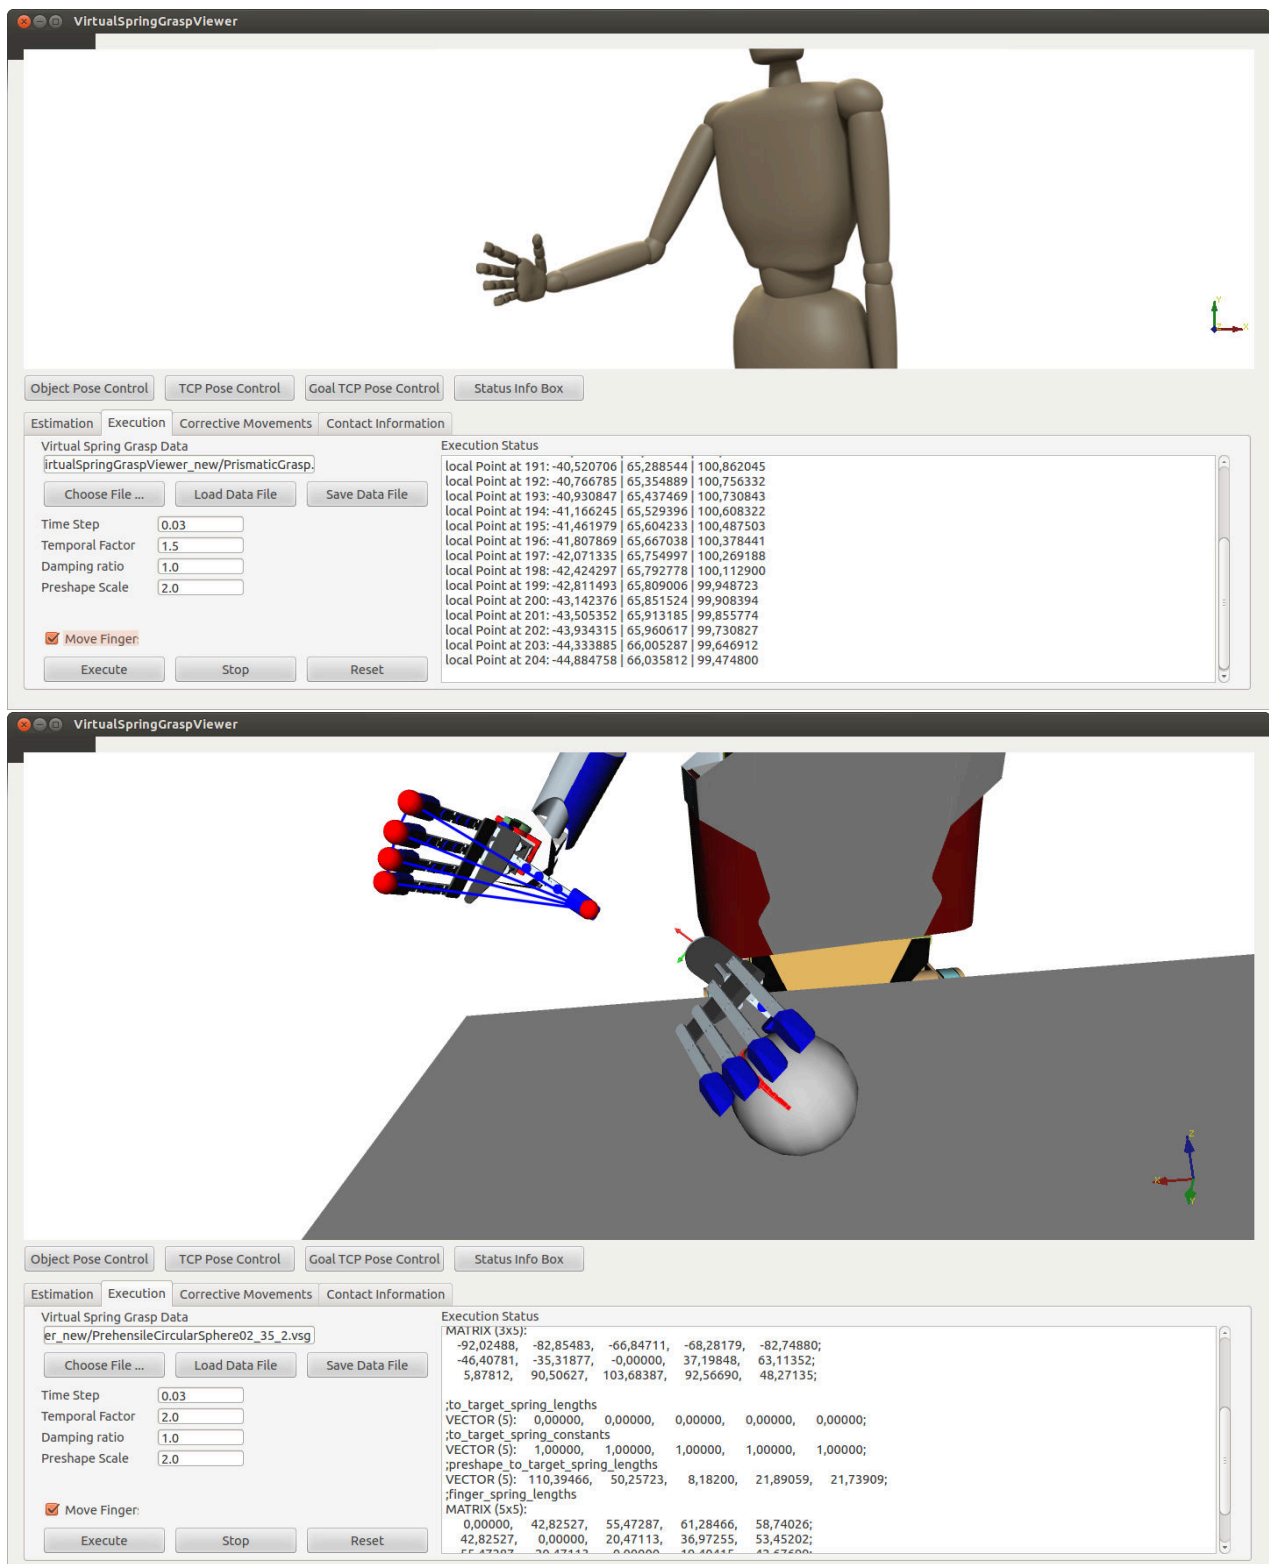 VirtualSpringGraspViewer
Y
Z
X
Object Pose Control
TCP Pose Control
Goal TCP Pose Control
Status Info Box
Estimation
Execution
Corrective Movements
Contact Information
Virtual Spring Grasp Data
irtualSpringGraspViewer_new/PrismaticGrasp.
Choose File ...
Load Data File
Save Data File
Time Step
0.03
Temporal Factor
1.5
Damping ratio
1.0
Preshape Scale
2.0
Move Finger
Execute
Stop
Reset
Execution Status
local Point at 191: -40,520706 | 65,288544 | 100,862045
local Point at 192: -40,766785 | 65,354889 | 100,756332
local Point at 193: -40,930847 | 65,437469 | 100,730843
local Point at 194: -41,166245 | 65,529396 | 100,608322
local Point at 195: -41,461979 | 65,604233 | 100,487503
local Point at 196: -41,807869 | 65,667038 | 100,378441
local Point at 197: -42,071335 | 65,754997 | 100,269188
local Point at 198: -42,424297 | 65,792778 | 100,112900
local Point at 199: -42,811493 | 65,809006 | 99,948723
local Point at 200: -43,142376 | 65,851524 | 99,908394
local Point at 201: -43,505352 | 65,913185 | 99,855774
local Point at 202: -43,934315 | 65,960617 | 99,730827
local Point at 203: -44,333885 | 66,005287 | 99,646912
local Point at 204: -44,884758 | 66,035812 | 99,474800
VirtualSpringGraspViewer
Z
X
Y
Object Pose Control
TCP Pose Control
Goal TCP Pose Control
Status Info Box
Estimation
Execution
Corrective Movements
Contact Information
Virtual Spring Grasp Data
er_new/PrehensileCircularSphere02_35_2.vsg
Choose File ...
Load Data File
Save Data File
Time Step
0.03
Temporal Factor
2.0
Damping ratio
1.0
Preshape Scale
2.0
Move Finger
Execute
Stop
Reset
Execution Status
MATRIX (3x5):
-92,02488, -82,85483, -66,84711, -68,28179, -82,74880;
-46,40781, -35,31877, -0,00000, 37,19848, 63,11352;
5,87812, 90,50627, 103,68387, 92,56690, 48,27135;
;to_target_spring_lengths
VECTOR (5): 0,00000, 0,00000, 0,00000, 0,00000, 0,00000;
;to_target_spring_constants
VECTOR (5): 1,00000, 1,00000, 1,00000, 1,00000, 1,00000;
;preshape_to_target_spring_lengths
VECTOR (5): 110,39466, 50,25723, 8,18200, 21,89059, 21,73909;
;finger_spring_lengths
MATRIX (5x5):
0,00000, 42,82527, 55,47287, 61,28466, 58,74026;
42,82527, 0,00000, 20,47113, 36,97255, 53,45202;